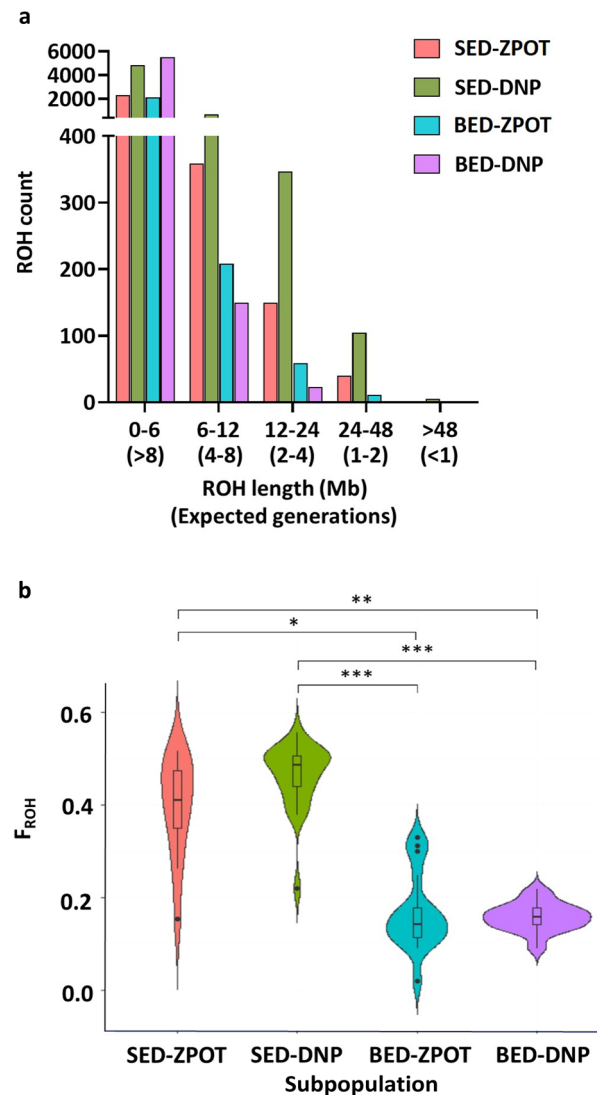 a
6000
4000
2000
400
300
200
100
0
ROH count
SED-ZPOT
SED-DNP
BED-ZPOT
BED-DNP
0-6 6-12 12-24 24-48 >48
(>8) (4-8) (2-4) (1-2) (<1)
ROH length (Mb)
(Expected generations)
b
**
*
***
***
0.6
0.4
0.2
0.0
FROH
SED-ZPOT SED-DNP BED-ZPOT BED-DNP
Subpopulation